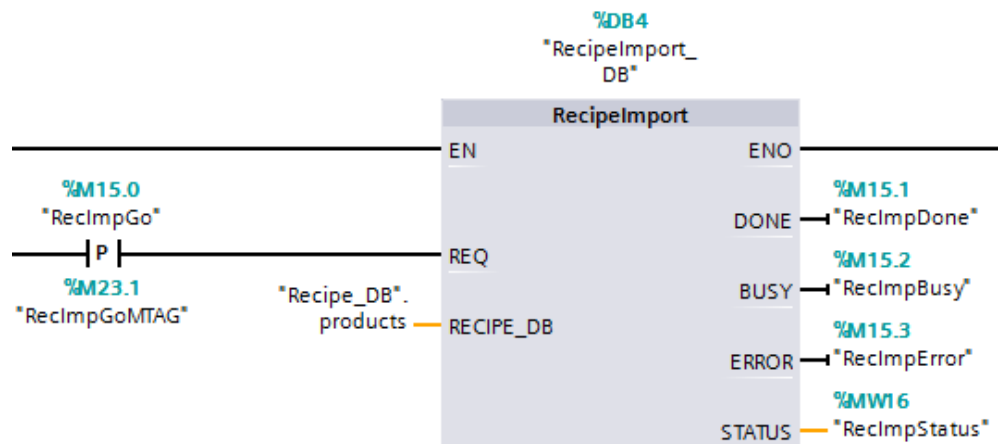 %DB4
"RecipeImport_
DB"
RecipeImport
EN
ENO
%M15.0
"RecImpGo"
P
%M23.1
"RecImpGoMTAG"
REQ
"Recipe_DB".
products
RECIPE_DB
%M15.1
DONE
"RecImpDone"
%M15.2
BUSY
"RecImpBusy"
%M15.3
ERROR
"RecImpError"
%MW16
STATUS
"RecImpStatus"